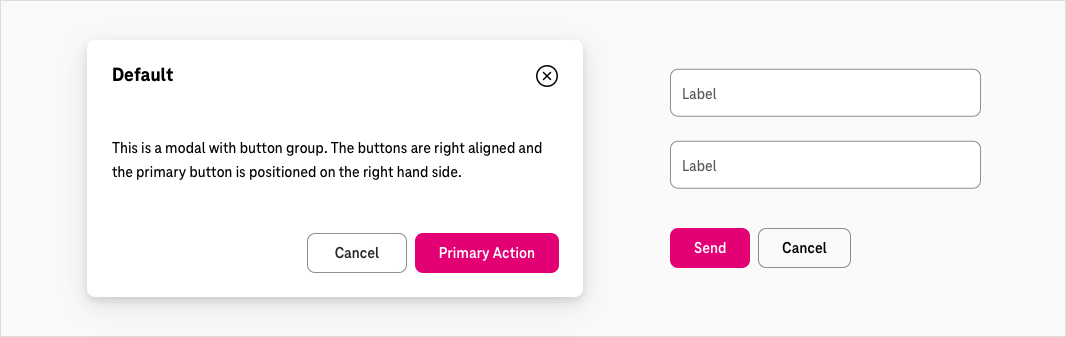 Default
This is a modal with button group. The buttons are right aligned and
the primary button is positioned on the right hand side.
Cancel
Primary Action
Label
Label
Send
Cancel